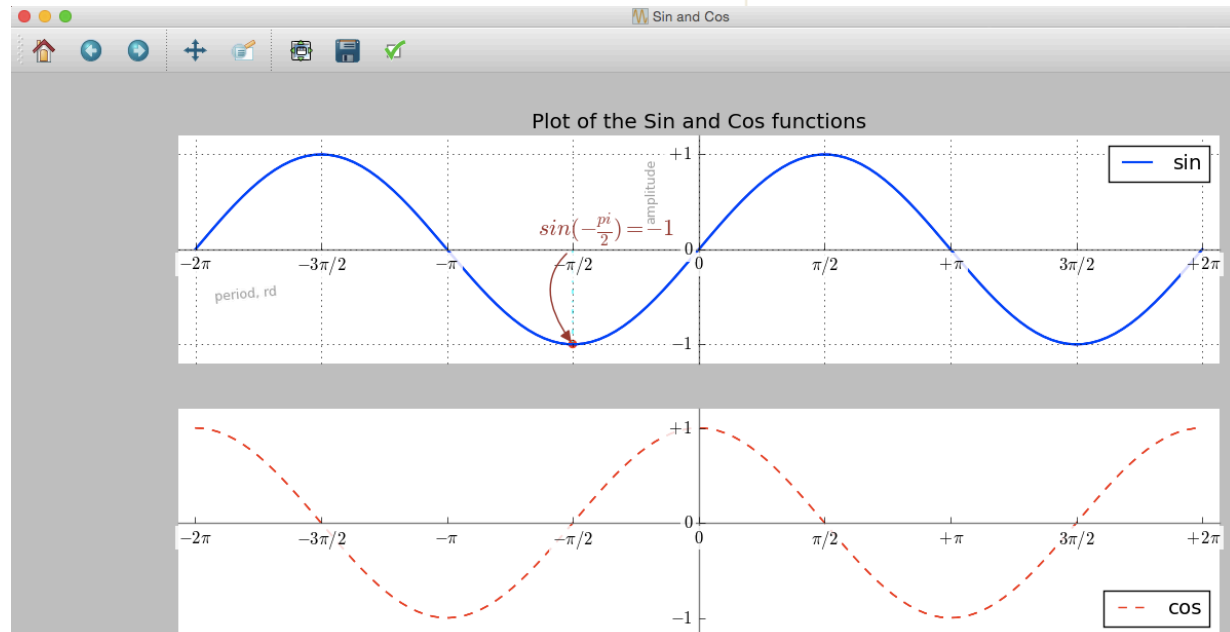 Sin and Cos
Plot of the Sin and Cos functions
+1
amplitude
sin
sin(−pi/2)=−1
0
−2π −3π/2 −π −π/2 0 π/2 +π 3π/2 +2π
period, rd
−1
+1
0
−2π −3π/2 −π −π/2 0 π/2 +π 3π/2 +2π
cos
−1